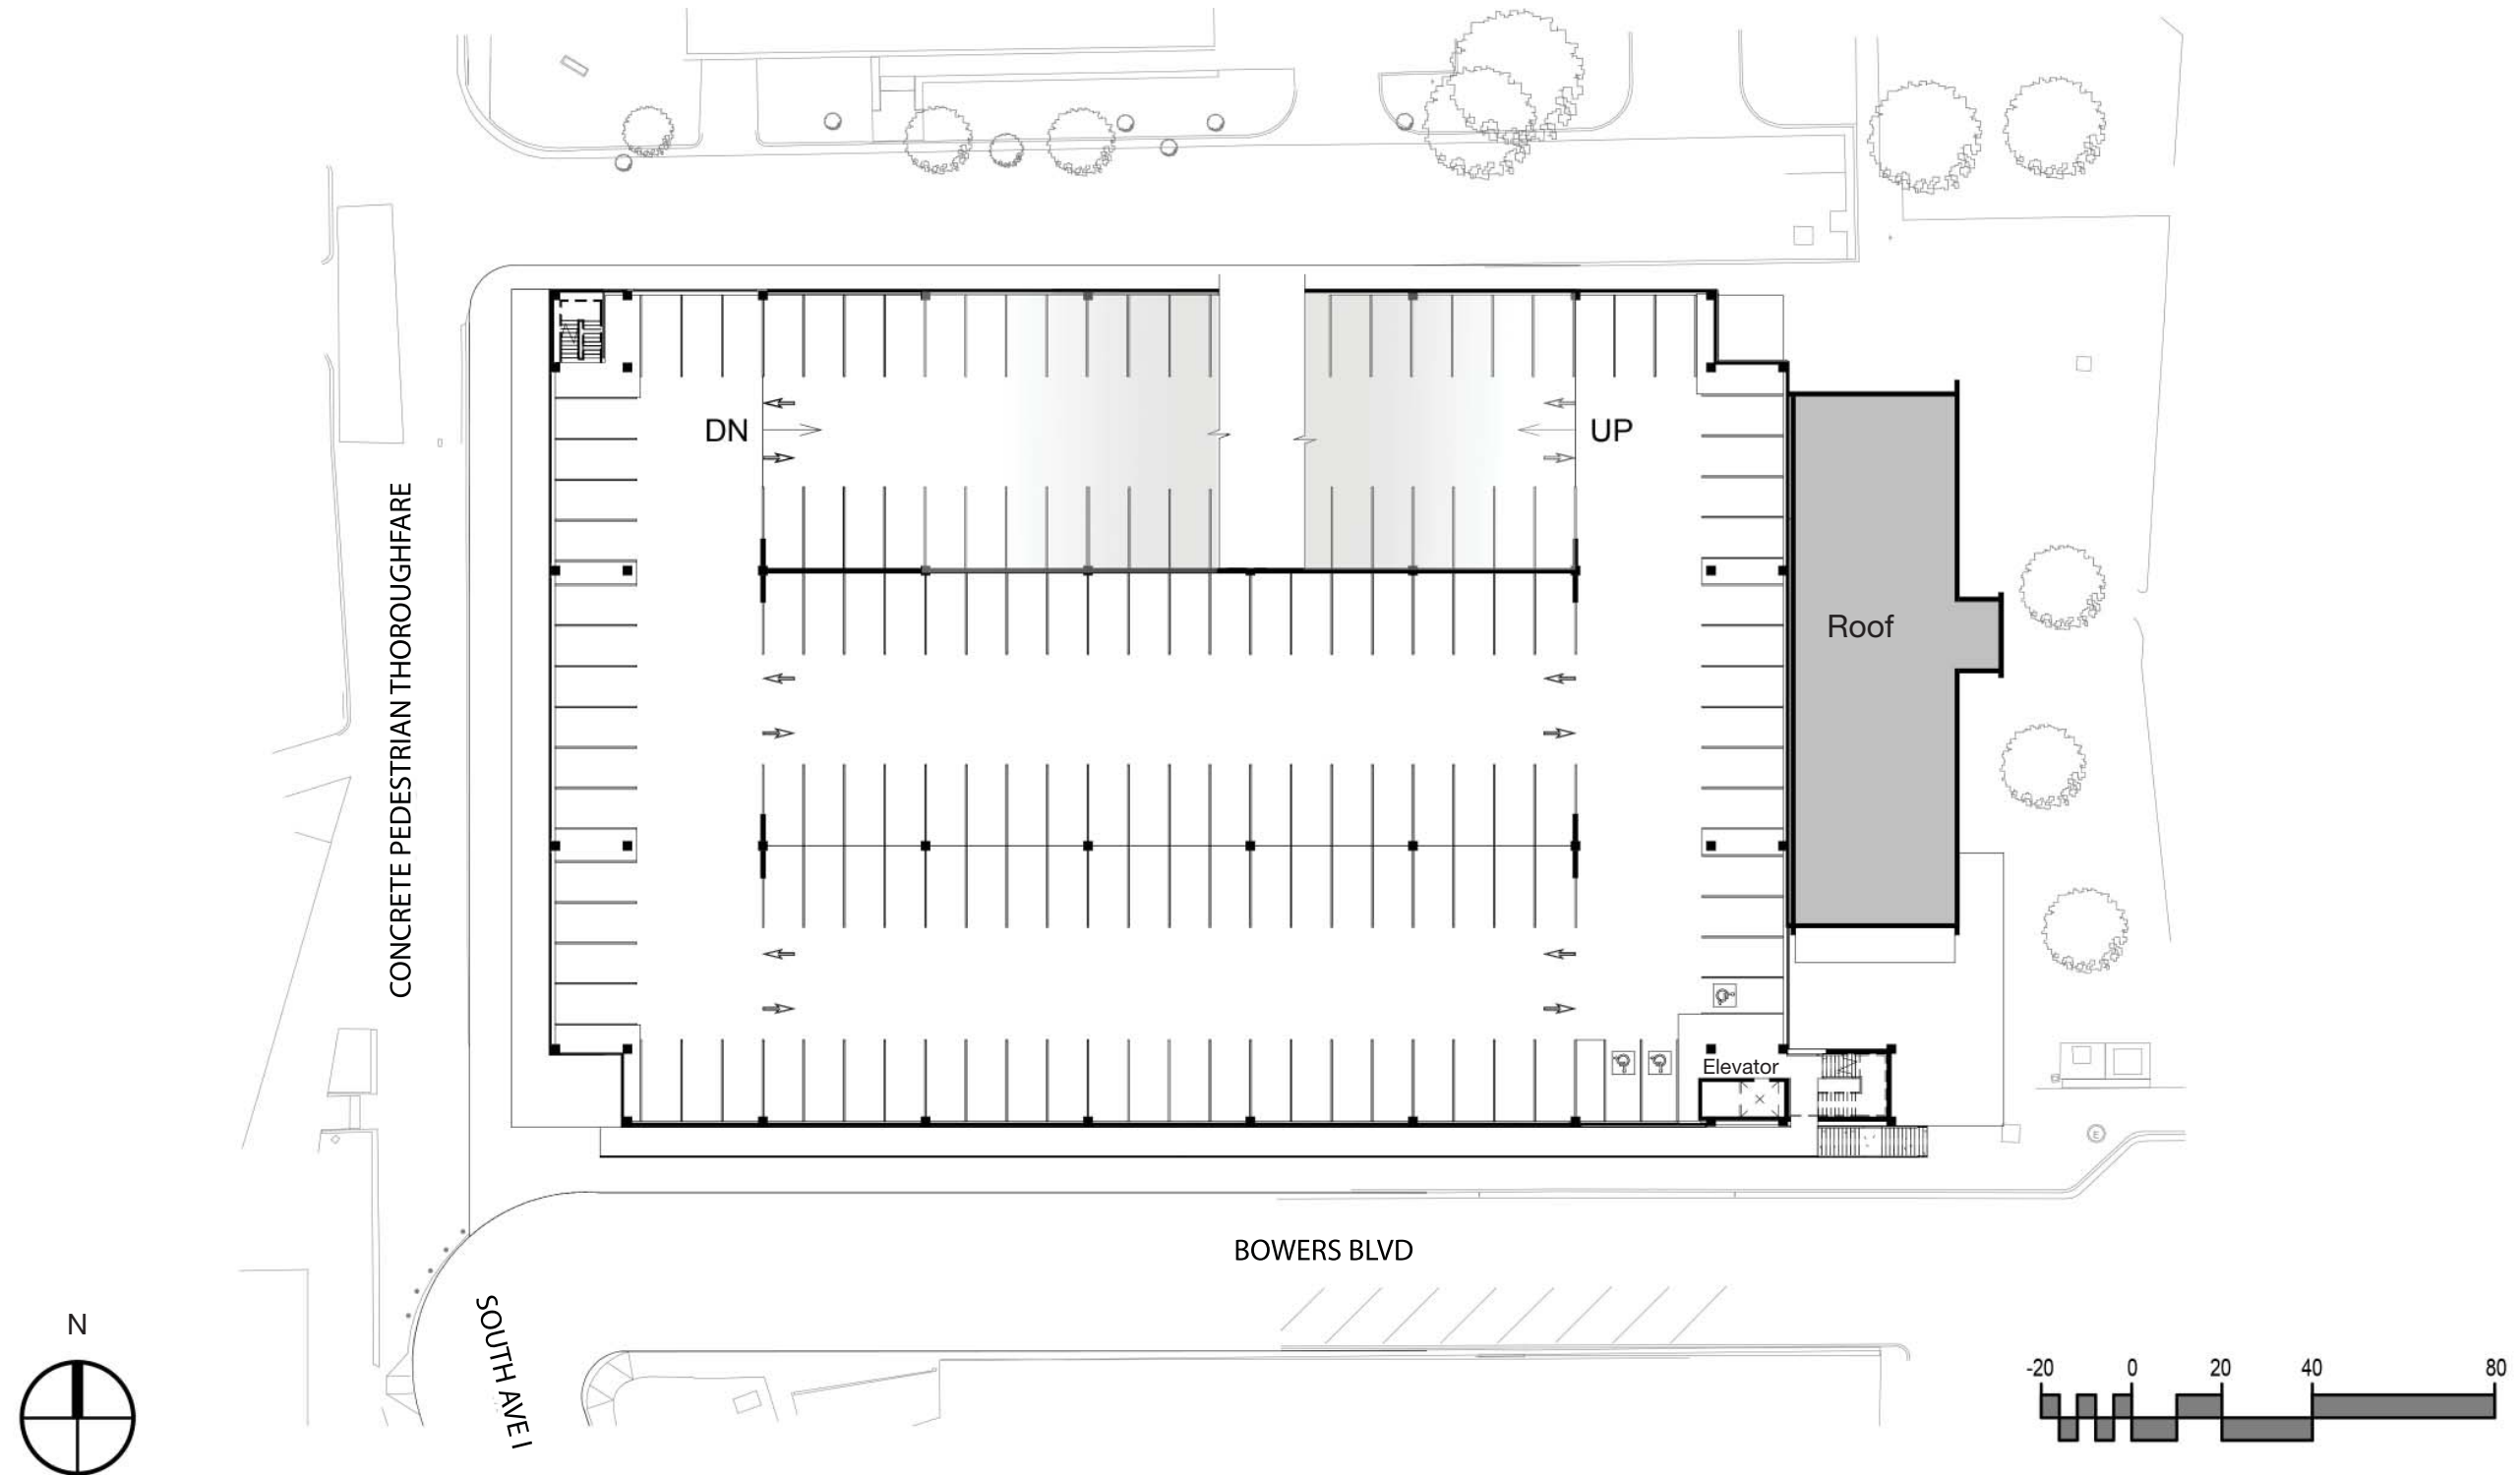 DN
UP
CONCRETE PEDESTRIAN THOROUGHFARE
Roof
Elevator
E
BOWERS BLVD
SOUTH AVE I
N
-20 0 20 40 80